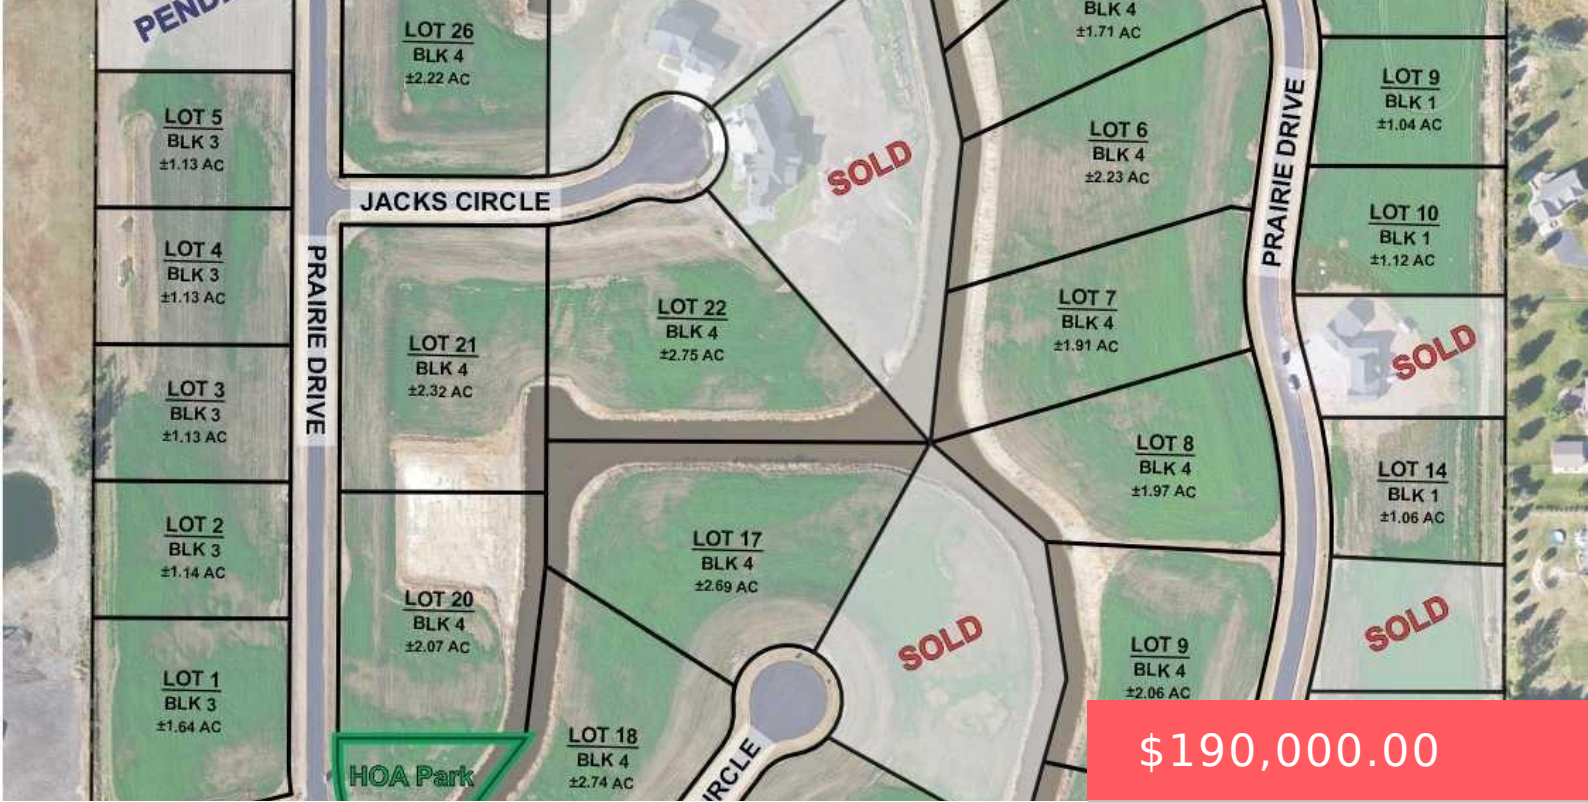 PENDI
LOT 26
BLK 4
±2.22 AC
BLK 4
±1.71 AC
LOT 9
BLK 1
±1.04 AC
LOT 5
BLK 3
±1.13 AC
LOT 6
BLK 4
±2.23 AC
SOLD
PRAIRIE DRIVE
JACKS CIRCLE
LOT 10
BLK 1
±1.12 AC
LOT 4
BLK 3
±1.13 AC
PRAIRIE DRIVE
LOT 22
BLK 4
±2.75 AC
LOT 7
BLK 4
±1.91 AC
LOT 21
BLK 4
±2.32 AC
SOLD
LOT 3
BLK 3
±1.13 AC
LOT 8
BLK 4
±1.97 AC
LOT 14
BLK 1
±1.06 AC
LOT 2
BLK 3
±1.14 AC
LOT 17
BLK 4
±2.69 AC
LOT 20
BLK 4
±2.07 AC
SOLD
SOLD
LOT 9
BLK 4
±2.06 AC
LOT 1
BLK 3
±1.64 AC
LOT 18
BLK 4
±2.74 AC
HOA Park
IRCLE
$190,000.00